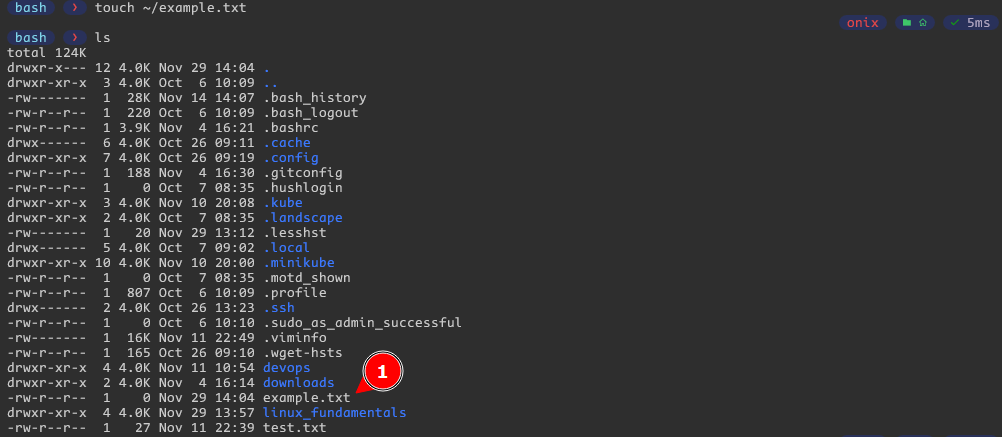 bash ❯ touch ~/example.txt
onix 5ms
bash ❯ ls
total 124K
drwxr-x--- 12 4.0K Nov 29 14:04 .
drwxr-xr-x  3 4.0K Oct  6 10:09 ..
-rw-------  1  28K Nov 14 14:07 .bash_history
-rw-r--r--  1  220 Oct  6 10:09 .bash_logout
-rw-r--r--  1 3.9K Nov  4 16:21 .bashrc
drwx------  6 4.0K Oct 26 09:11 .cache
drwxr-xr-x  7 4.0K Oct 26 09:19 .config
-rw-r--r--  1  188 Nov  4 16:30 .gitconfig
-rw-r--r--  1    0 Oct  7 08:35 .hushlogin
drwxr-xr-x  3 4.0K Nov 10 20:08 .kube
drwxr-xr-x  2 4.0K Oct  7 08:35 .landscape
-rw-------  1   20 Nov 29 13:12 .lesshst
drwx------  5 4.0K Oct  7 09:02 .local
drwxr-xr-x 10 4.0K Nov 10 20:00 .minikube
-rw-r--r--  1    0 Oct  7 08:35 .motd_shown
-rw-r--r--  1  807 Oct  6 10:09 .profile
drwx------  2 4.0K Oct 26 13:23 .ssh
-rw-r--r--  1    0 Oct  6 10:10 .sudo_as_admin_successful
-rw-------  1  16K Nov 11 22:49 .viminfo
-rw-r--r--  1  165 Oct 26 09:10 .wget-hsts
drwxr-xr-x  4 4.0K Nov 11 10:54 devops
drwxr-xr-x  2 4.0K Nov  4 16:14 downloads
1
-rw-r--r--  1    0 Nov 29 14:04 example.txt
drwxr-xr-x  4 4.0K Nov 29 13:57 linux_fundamentals
-rw-r--r--  1   27 Nov 11 22:39 test.txt